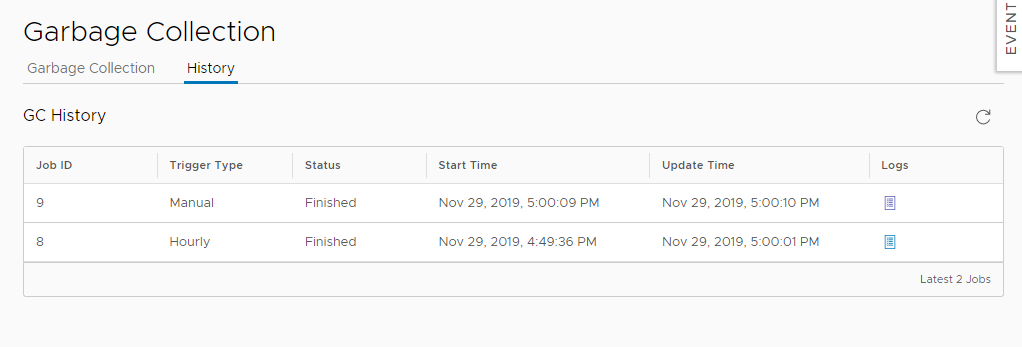 Garbage Collection
EVENT
Garbage Collection History
GC History
Job ID Trigger Type Status Start Time Update Time Logs
9 Manual Finished Nov 29, 2019, 5:00:09 PM Nov 29, 2019, 5:00:10 PM
8 Hourly Finished Nov 29, 2019, 4:49:36 PM Nov 29, 2019, 5:00:01 PM
Latest 2 Jobs